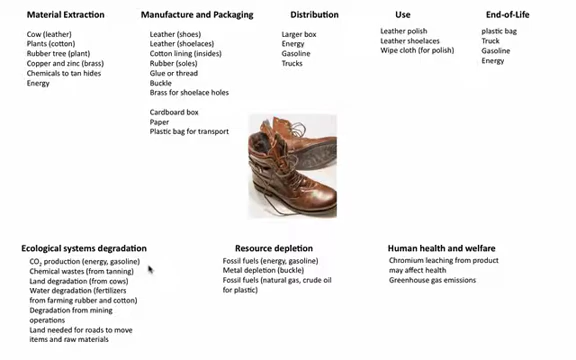 Material Extraction
Cow (leather)
Plants (cotton)
Rubber tree (plant)
Copper and zinc (brass)
Chemicals to tan hides
Energy
Manufacture and Packaging
Leather (shoes)
Leather (shoelaces)
Cotton lining (insides)
Rubber (soles)
Glue or thread
Buckle
Brass for shoelace holes
Cardboard box
Paper
Plastic bag for transport
Distribution
Larger box
Energy
Gasoline
Trucks
Use
Leather polish
Leather shoelaces
Wipe cloth (for polish)
End-of-Life
plastic bag
Truck
Gasoline
Energy
Ecological systems degradation
CO₂ production (energy, gasoline)
Chemical wastes (from tanning)
Land degradation (from cows)
Water degradation (fertilizers
from farming rubber and cotton)
Degradation from mining
operations
Land needed for roads to move
items and raw materials
Resource depletion
Fossil fuels (energy, gasoline)
Metal depletion (buckle)
Fossil fuels (natural gas, crude oil
for plastic)
Human health and welfare
Chromium leaching from product
may affect health
Greenhouse gas emissions